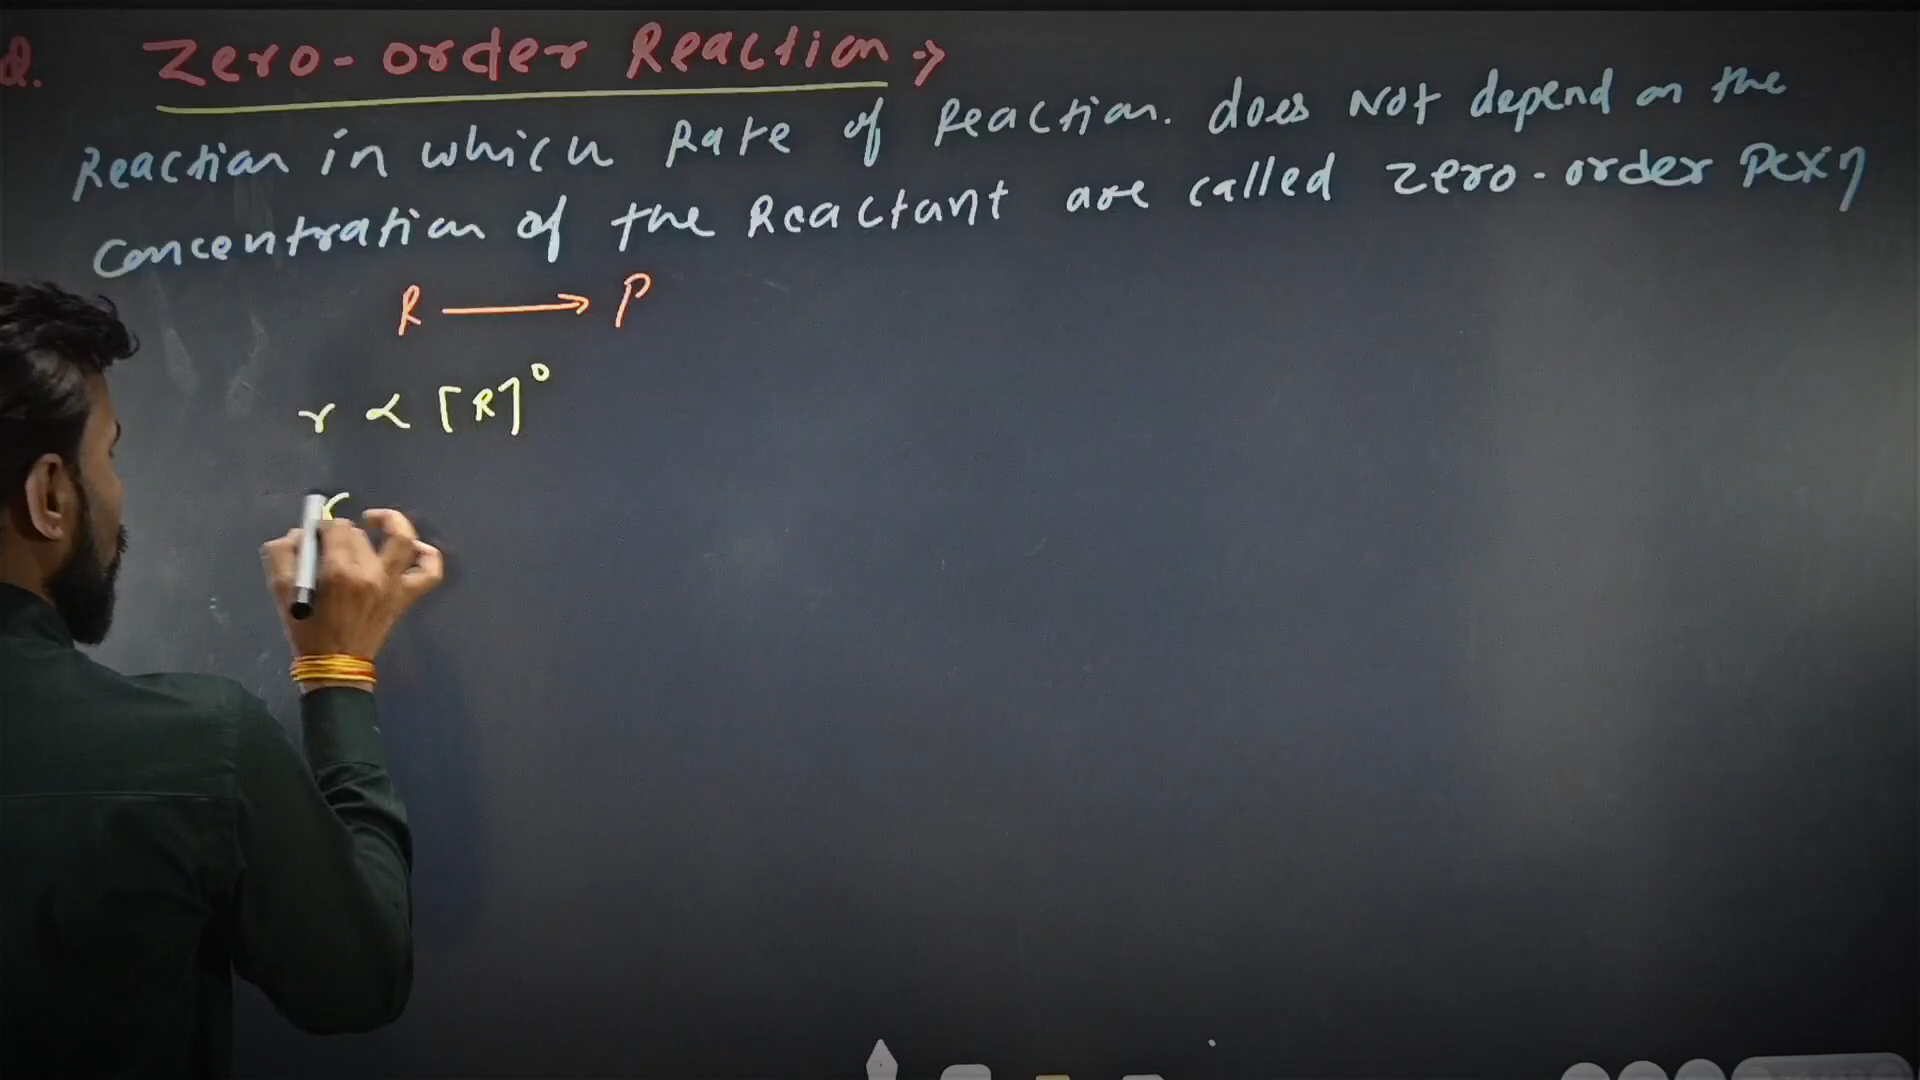 Q. Zero-order Reaction →
Reaction in which Rate of Reaction. does Not depend on the
concentration of the Reactant are called zero-order Rxn
R ⟶ P
r ∝ [R]⁰
r